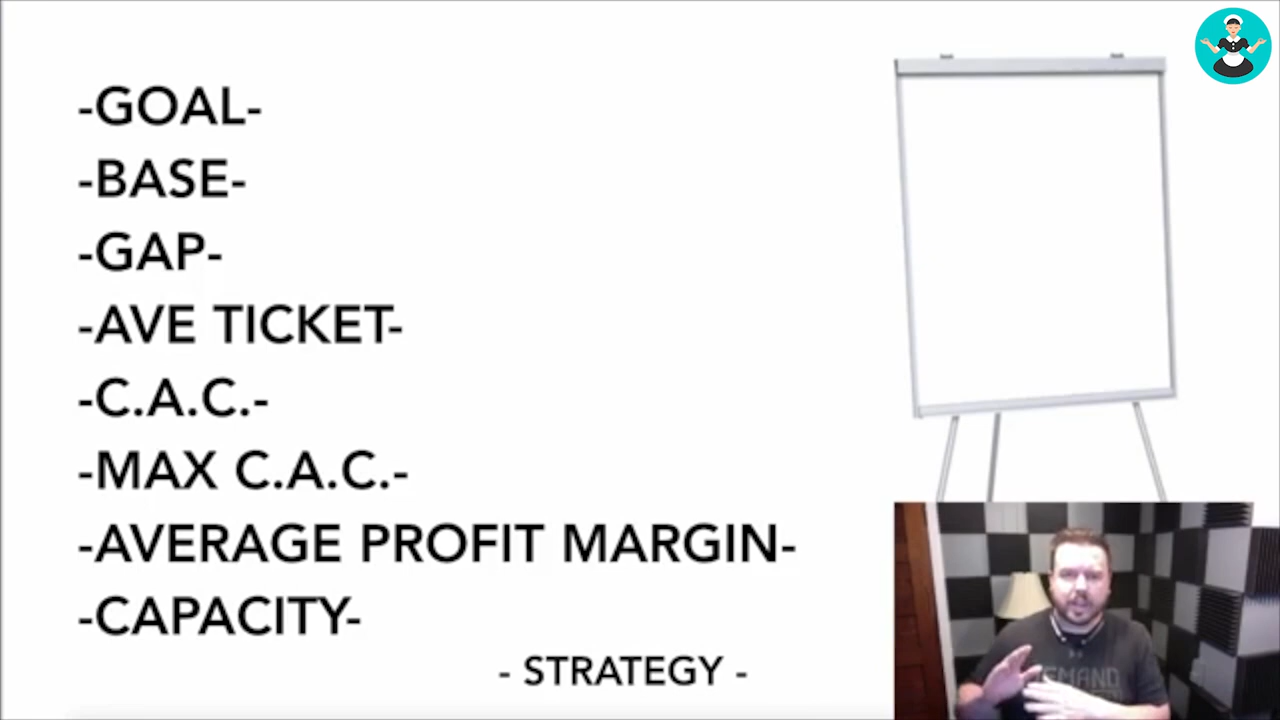 -GOAL-
-BASE-
-GAP-
-AVE TICKET-
-C.A.C.-
-MAX C.A.C.-
-AVERAGE PROFIT MARGIN-
-CAPACITY-
- STRATEGY -